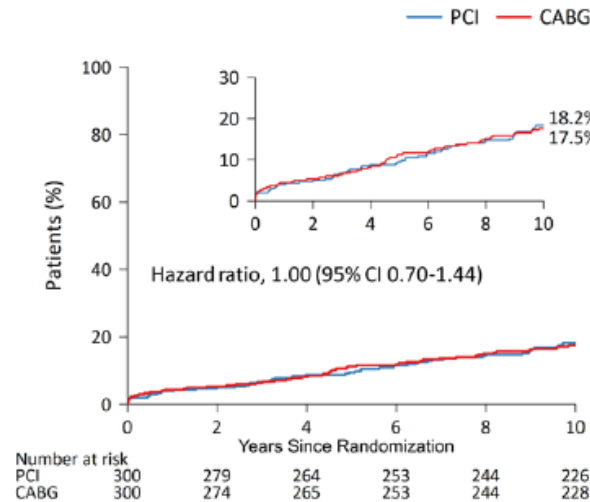 PCI CABG
100
80
60
40
20
0
Patients (%)
30
20
10
0
0 2 4 6 8 10
18.2%
17.5%
Hazard ratio, 1.00 (95% CI 0.70-1.44)
0 2 4 6 8 10
Years Since Randomization
Number at risk
PCI 300 279 264 253 244 226
CABG 300 274 265 253 244 228